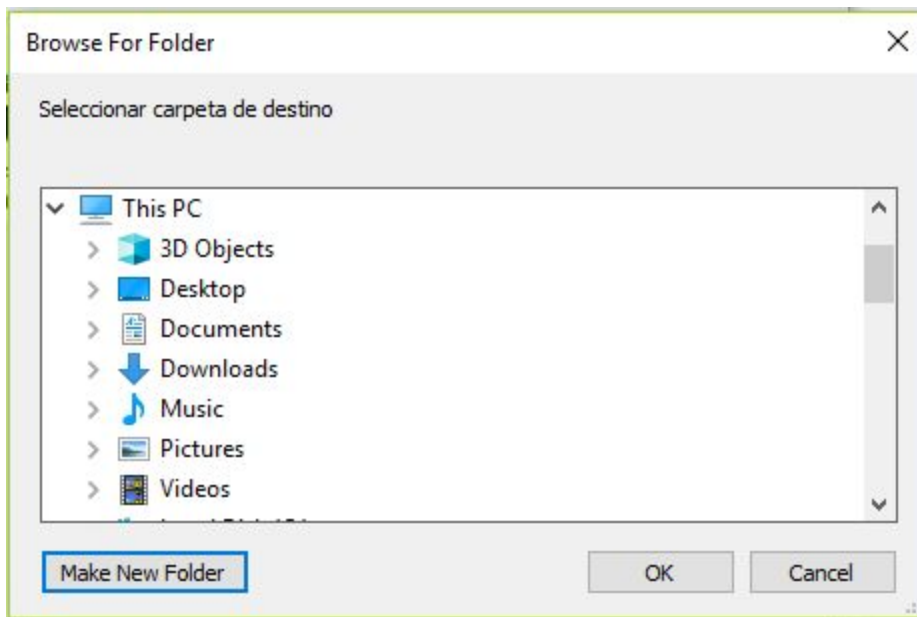 Browse For Folder
Seleccionar carpeta de destino
This PC
3D Objects
Desktop
Documents
Downloads
Music
Pictures
Videos
Make New Folder
OK
Cancel